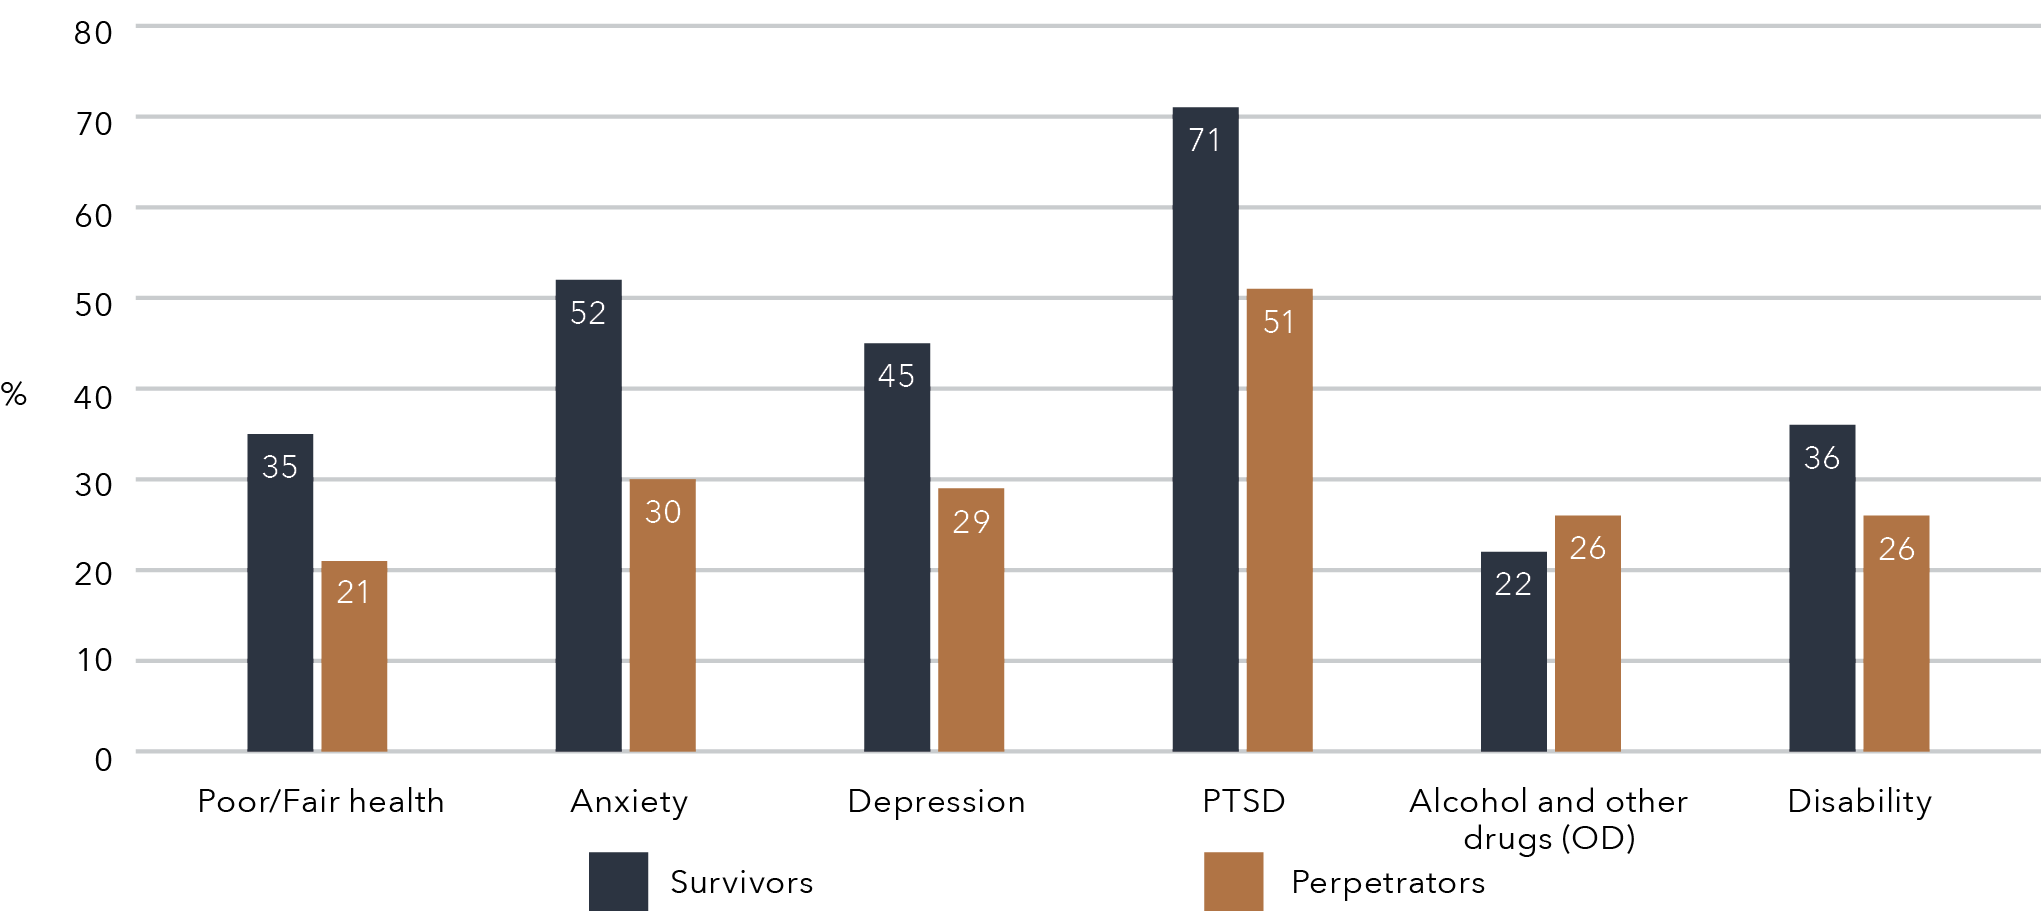 80
70
60
50
%
40
30
20
10
0
35
21
52
30
45
29
71
51
22
26
36
26
Poor/Fair health
Anxiety
Depression
PTSD
Alcohol and other
drugs (OD)
Disability
Survivors
Perpetrators